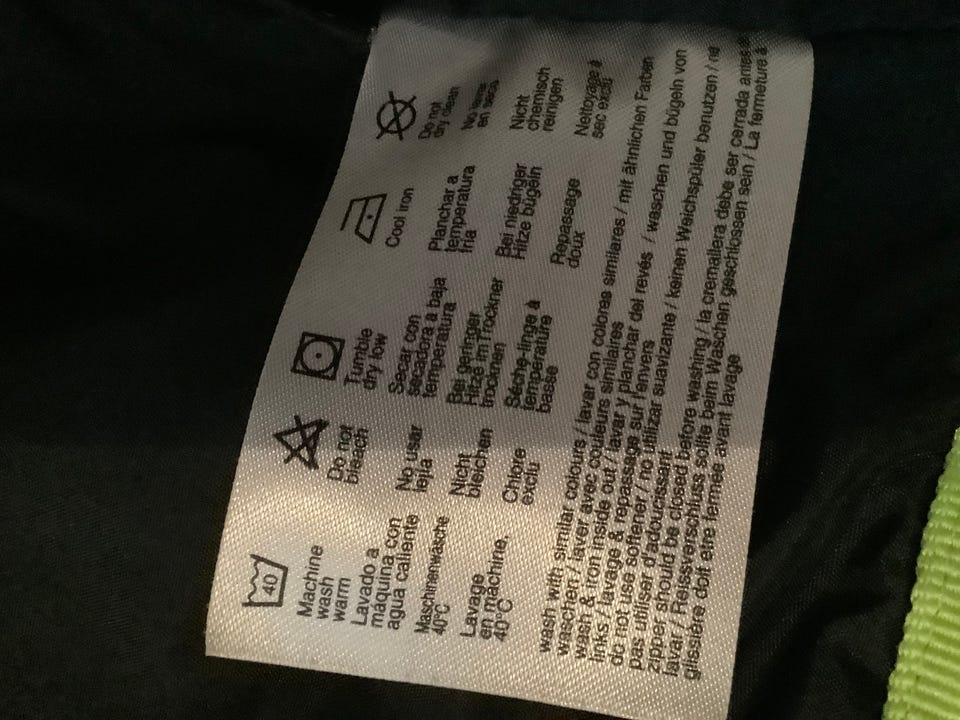 40
Machine
wash
warm
Lavado a
máquina con
agua caliente
Maschinenwäsche
40°C
Lavage
en machine,
40°C
Do not
bleach
No usar
lejía
Nicht
bleichen
Chlore
exclu
Tumble
dry low
Secar con
secadora a baja
temperatura
Bei geringer
Hitze im Trockner
trocknen
Sèche-linge à
température
basse
Cool iron
Planchar a
temperatura
fria
Bei niedriger
Hitze bügeln
Repassage
doux
Do not
dry clean
No
en
Nicht
chemisch
reinigen
Nettoyage à
sec exclu
wash with similar colours / lavar con colores similares / mit ähnlichen Farben
waschen / laver avec couleurs similaires
wash & iron inside out / lavar y planchar del revés / waschen und bügeln von
links / lavage & repassage sur l'envers
do not use softener / no utilizar suavizante / keinen Weichspüler benutzen / ne
pas utiliser d'adoucissant
zipper should be closed before washing / la cremallera debe ser cerrada antes de
lavar / Reissverschluss sollte beim Waschen geschlossen sein / La fermeture à
glissière doit etre fermée avant lavage